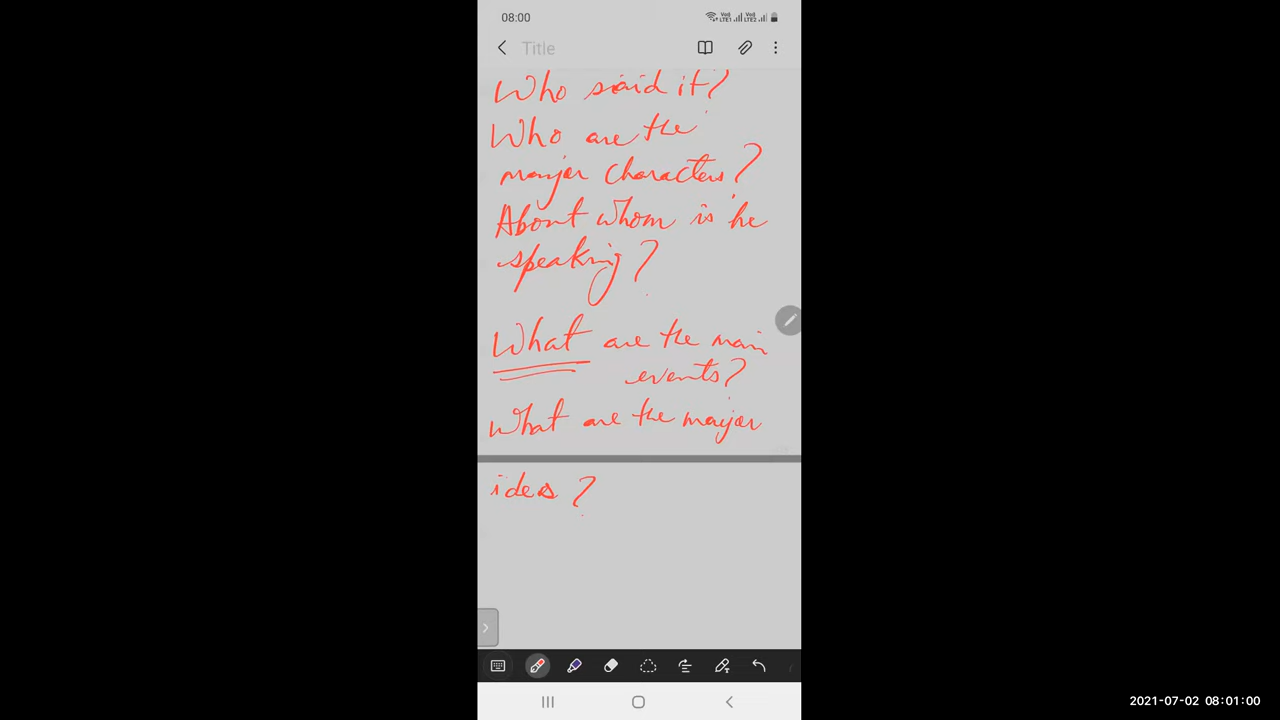 08:00
Title
Who said it?
Who are the
major characters?
About whom is he
speaking?
What are the main
events?
What are the major
ideas?
2021-07-02 08:01:00